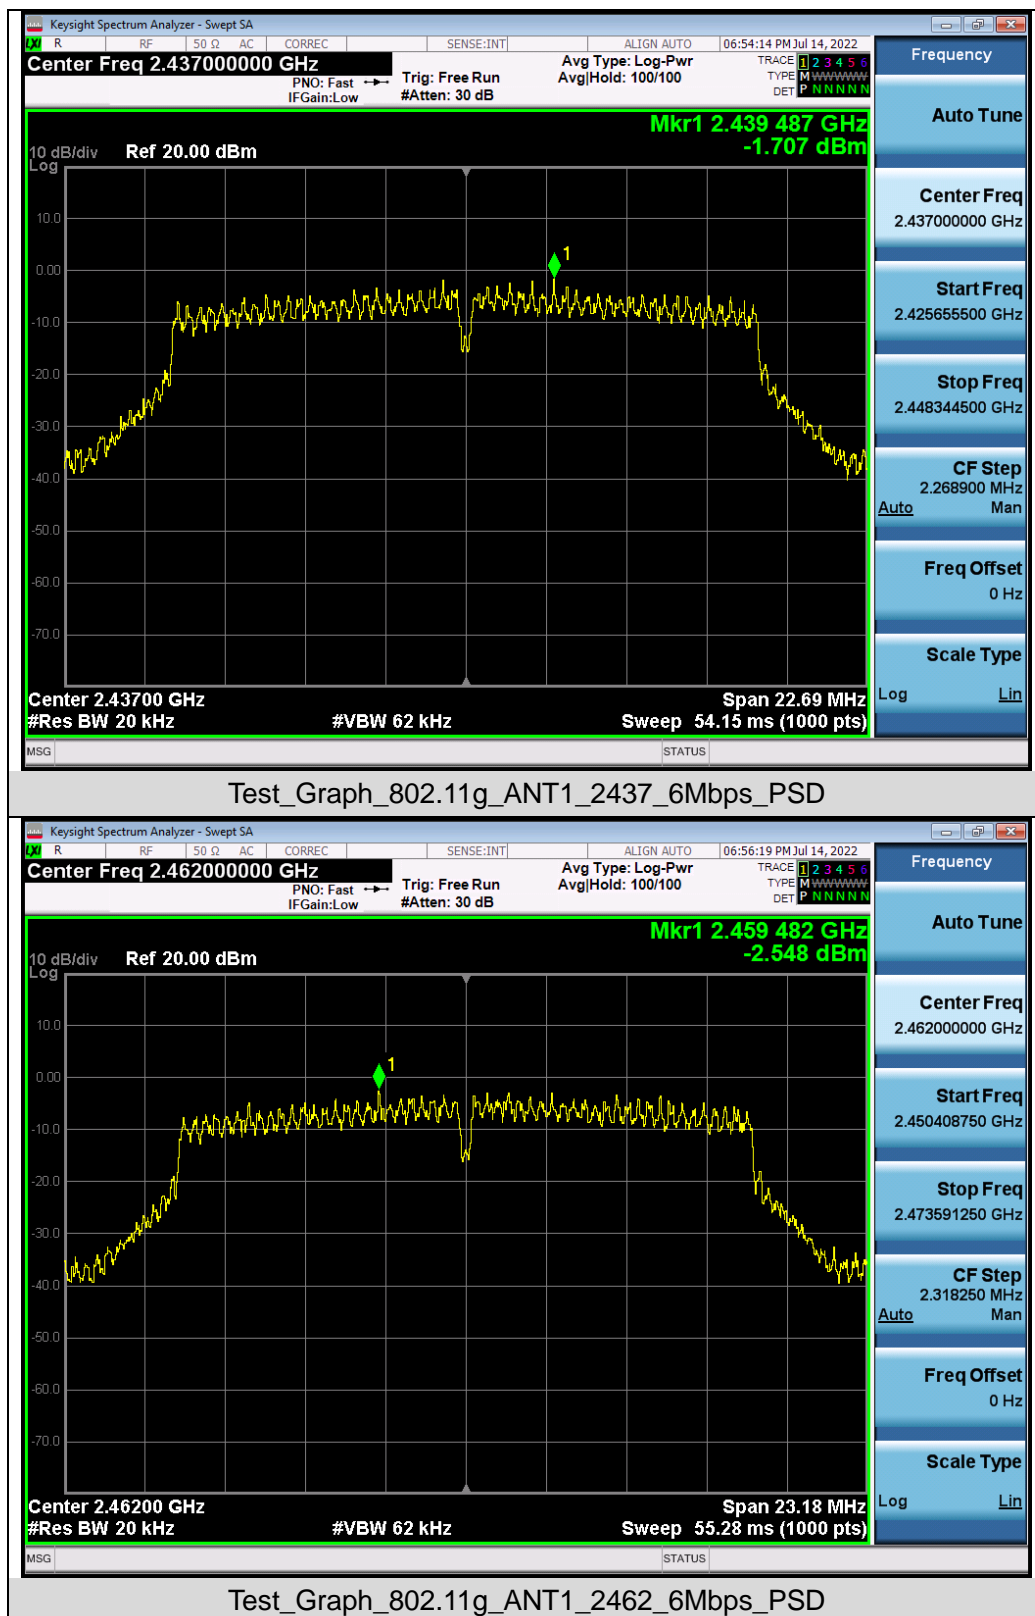 Keysight Spectrum Analyzer - Swept SA
LXI R RF 50 Ω AC CORREC SENSE:INT ALIGN AUTO 06:54:14 PM Jul 14, 2022
Center Freq 2.437000000 GHz
PNO: Fast
IFGain:Low
Trig: Free Run
#Atten: 30 dB
Avg Type: Log-Pwr
Avg|Hold: 100/100
TRACE 1 2 3 4 5 6
TYPE M WWWWW
DET P N N N N N
Mkr1 2.439 487 GHz
-1.707 dBm
10 dB/div Ref 20.00 dBm
Log
10.0
0.00
-10.0
-20.0
-30.0
-40.0
-50.0
-60.0
-70.0
1
Center 2.43700 GHz Span 22.69 MHz
#Res BW 20 kHz #VBW 62 kHz Sweep 54.15 ms (1000 pts)
MSG STATUS
Frequency
Auto Tune
Center Freq
2.437000000 GHz
Start Freq
2.425655500 GHz
Stop Freq
2.448344500 GHz
CF Step
2.268900 MHz
Auto Man
Freq Offset
0 Hz
Scale Type
Log Lin
Test_Graph_802.11g_ANT1_2437_6Mbps_PSD
Keysight Spectrum Analyzer - Swept SA
LXI R RF 50 Ω AC CORREC SENSE:INT ALIGN AUTO 06:56:19 PM Jul 14, 2022
Center Freq 2.462000000 GHz
PNO: Fast
IFGain:Low
Trig: Free Run
#Atten: 30 dB
Avg Type: Log-Pwr
Avg|Hold: 100/100
TRACE 1 2 3 4 5 6
TYPE M WWWWW
DET P N N N N N
Mkr1 2.459 482 GHz
-2.548 dBm
10 dB/div Ref 20.00 dBm
Log
10.0
0.00
-10.0
-20.0
-30.0
-40.0
-50.0
-60.0
-70.0
1
Center 2.46200 GHz Span 23.18 MHz
#Res BW 20 kHz #VBW 62 kHz Sweep 55.28 ms (1000 pts)
MSG STATUS
Frequency
Auto Tune
Center Freq
2.462000000 GHz
Start Freq
2.450408750 GHz
Stop Freq
2.473591250 GHz
CF Step
2.318250 MHz
Auto Man
Freq Offset
0 Hz
Scale Type
Log Lin
Test_Graph_802.11g_ANT1_2462_6Mbps_PSD